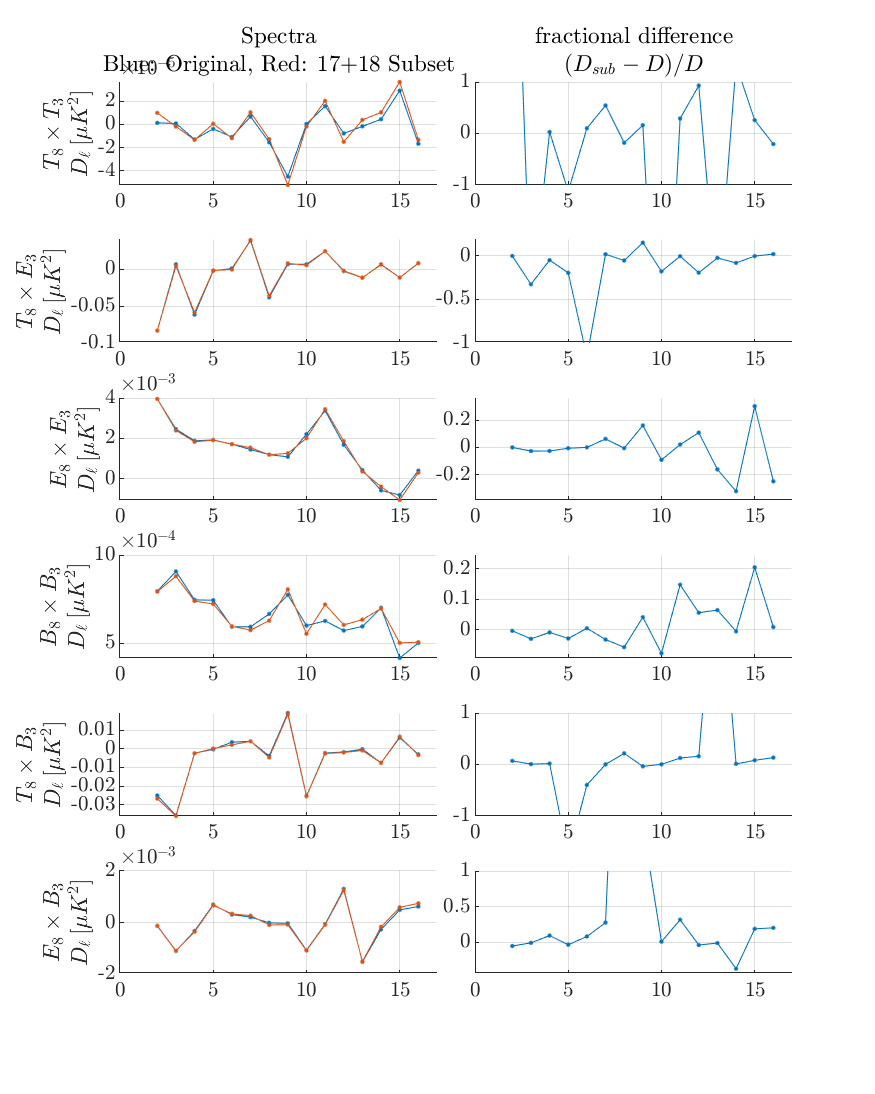 Spectra
Blue: Original, Red: 17+18 Subset
fractional difference
(D_{sub} − D)/D
T_8 × T_3
D_ℓ [μK^2]
2
0
-2
-4
0 5 10 15
1
0
-1
0 5 10 15
T_8 × E_3
D_ℓ [μK^2]
0
-0.05
-0.1
0 5 10 15
0
-0.5
-1
0 5 10 15
×10^{-3}
E_8 × E_3
D_ℓ [μK^2]
4
2
0
0 5 10 15
0.2
0
-0.2
0 5 10 15
×10^{-4}
B_8 × B_3
D_ℓ [μK^2]
10
5
0 5 10 15
0.2
0.1
0
0 5 10 15
T_8 × B_3
D_ℓ [μK^2]
0.01
0
-0.01
-0.02
-0.03
0 5 10 15
1
0
-1
0 5 10 15
×10^{-3}
E_8 × B_3
D_ℓ [μK^2]
2
0
-2
0 5 10 15
1
0.5
0
0 5 10 15